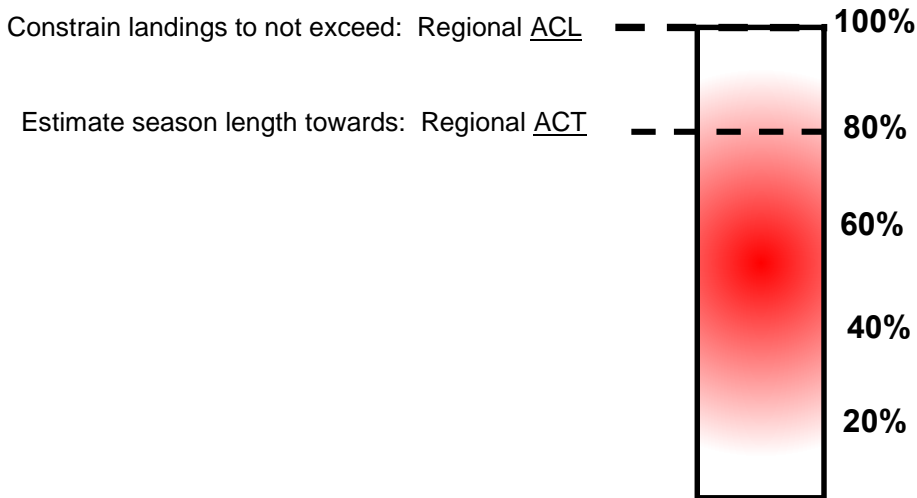 Constrain landings to not exceed: Regional ACL
100%
Estimate season length towards: Regional ACT
80%
60%
40%
20%